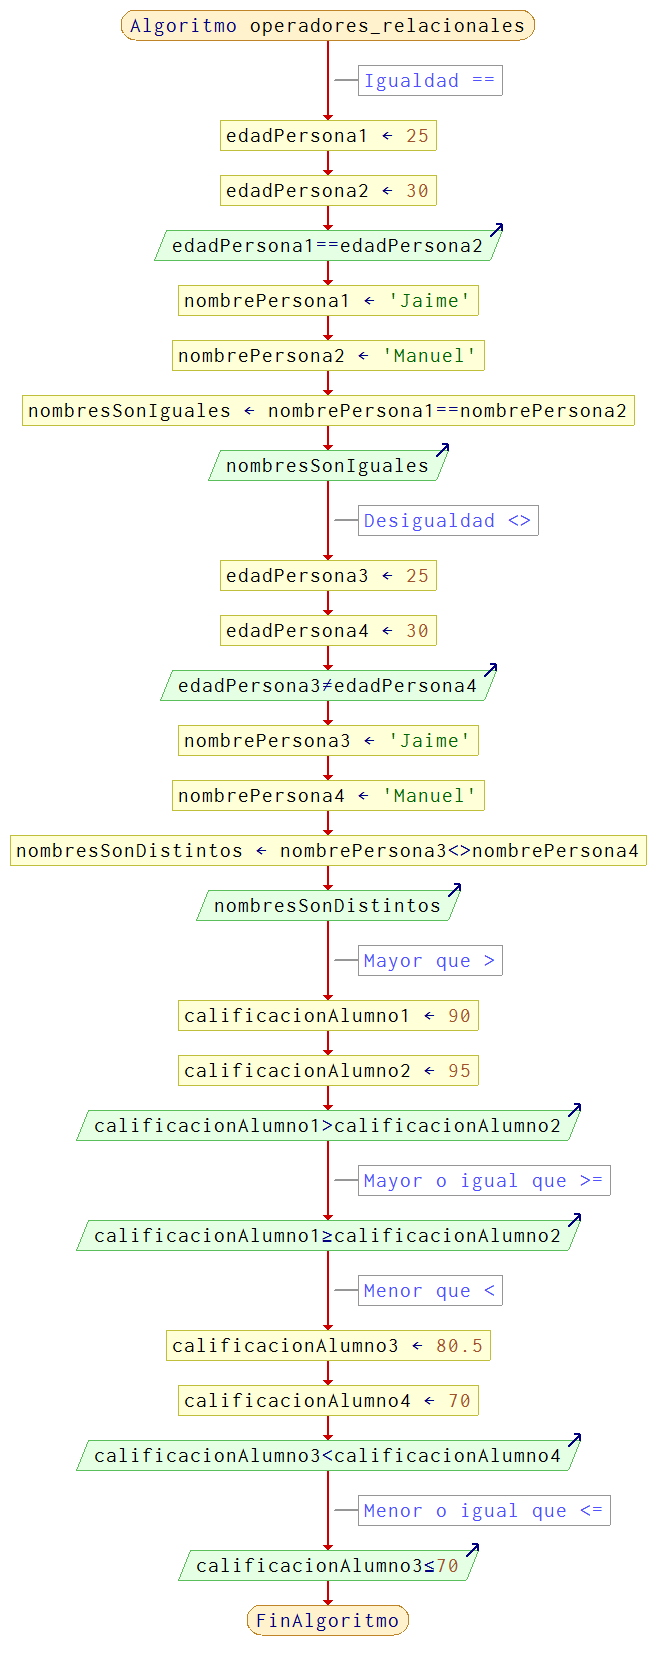 Algoritmo operadores_relacionales
Igualdad ==
edadPersona1 ← 25
edadPersona2 ← 30
edadPersona1==edadPersona2
nombrePersona1 ← 'Jaime'
nombrePersona2 ← 'Manuel'
nombresSonIguales ← nombrePersona1==nombrePersona2
nombresSonIguales
Desigualdad <>
edadPersona3 ← 25
edadPersona4 ← 30
edadPersona3≠edadPersona4
nombrePersona3 ← 'Jaime'
nombrePersona4 ← 'Manuel'
nombresSonDistintos ← nombrePersona3<>nombrePersona4
nombresSonDistintos
Mayor que >
calificacionAlumno1 ← 90
calificacionAlumno2 ← 95
calificacionAlumno1>calificacionAlumno2
Mayor o igual que >=
calificacionAlumno1≥calificacionAlumno2
Menor que <
calificacionAlumno3 ← 80.5
calificacionAlumno4 ← 70
calificacionAlumno3<calificacionAlumno4
Menor o igual que <=
calificacionAlumno3≤70
FinAlgoritmo